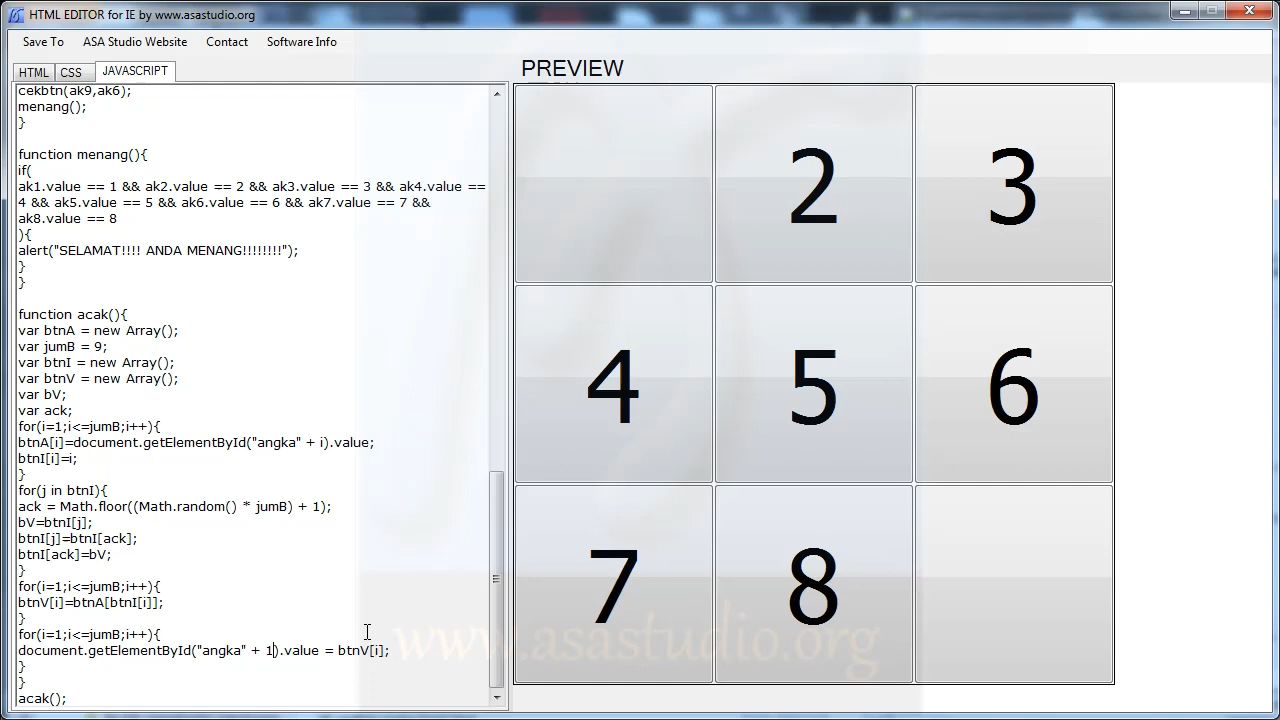 HTML EDITOR for IE by www.asastudio.org
Save To ASA Studio Website Contact Software Info
HTML CSS JAVASCRIPT
PREVIEW
cekbtn(ak9,ak6);
menang();
}
function menang(){
if(
ak1.value == 1 && ak2.value == 2 && ak3.value == 3 && ak4.value ==
4 && ak5.value == 5 && ak6.value == 6 && ak7.value == 7 &&
ak8.value == 8
){
alert("SELAMAT!!!! ANDA MENANG!!!!!!!!");
}
}
function acak(){
var btnA = new Array();
var jumB = 9;
var btnI = new Array();
var btnV = new Array();
var bV;
var ack;
for(i=1;i<=jumB;i++){
btnA[i]=document.getElementById("angka" + i).value;
btnI[i]=i;
}
for(j in btnI){
ack = Math.floor((Math.random() * jumB) + 1);
bV=btnI[j];
btnI[j]=btnI[ack];
btnI[ack]=bV;
}
for(i=1;i<=jumB;i++){
btnV[i]=btnA[btnI[i]];
}
for(i=1;i<=jumB;i++){
document.getElementById("angka" + 1).value = btnV[i];
}
}
acak();
2 3
4 5 6
7 8
www.asastudio.org